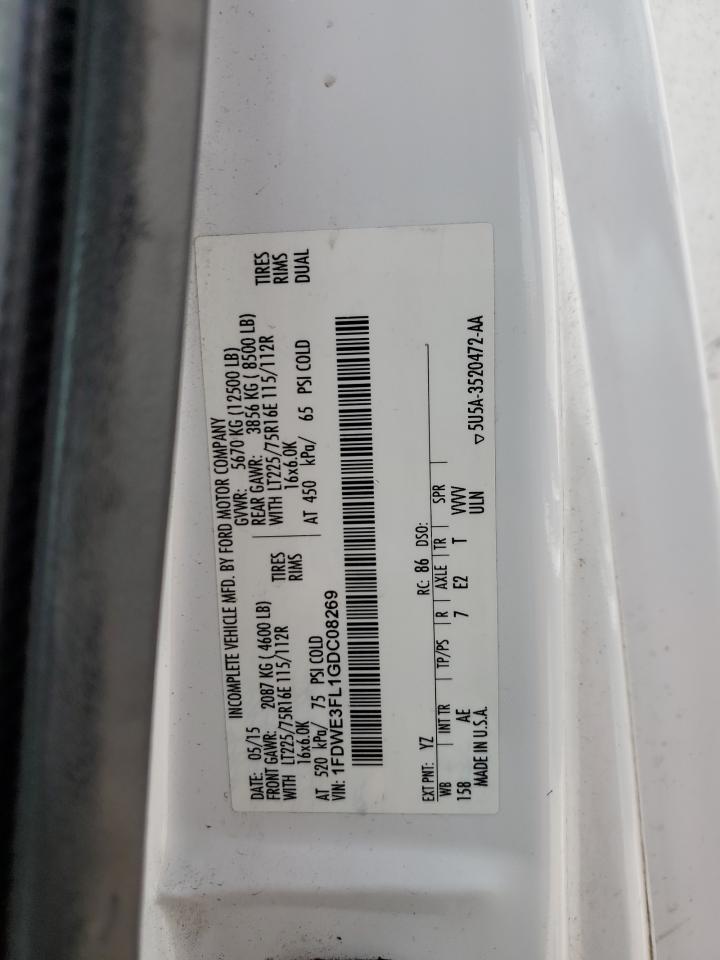 INCOMPLETE VEHICLE MFD. BY FORD MOTOR COMPANY
DATE: 05/15 GVWR: 5670 KG (12500 LB)
FRONT GAWR: 2087 KG ( 4600 LB) REAR GAWR: 3856 KG ( 8500 LB)
WITH LT225/75R16E 115/112R TIRES WITH LT225/75R16E 115/112R TIRES
16x6.0K RIMS 16x6.0K RIMS
AT 520 kPa/ 75 PSI COLD AT 450 kPa/ 65 PSI COLD DUAL
VIN: 1FDWE3FL1GDC08269
EXT PNT: YZ RC: 86 DSO:
WB INT TR TP/PS R AXLE TR SPR
158 AE 7 E2 T VVVV
MADE IN U.S.A. ULN
▽5U5A-3520472-AA